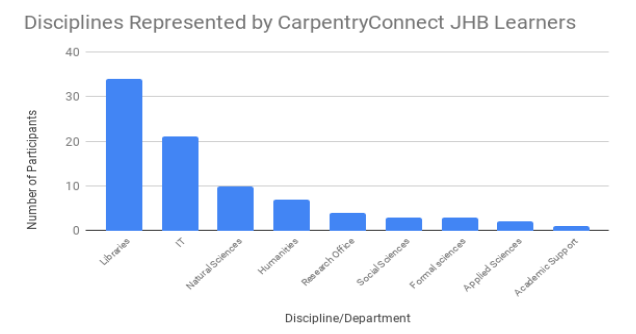 Disciplines Represented by CarpentryConnect JHB Learners
Number of Participants
40
30
20
10
0
Libraries
IT
Natural Sciences
Humanities
Research Office
Social Sciences
Formal sciences
Applied Sciences
Academic Support
Discipline/Department